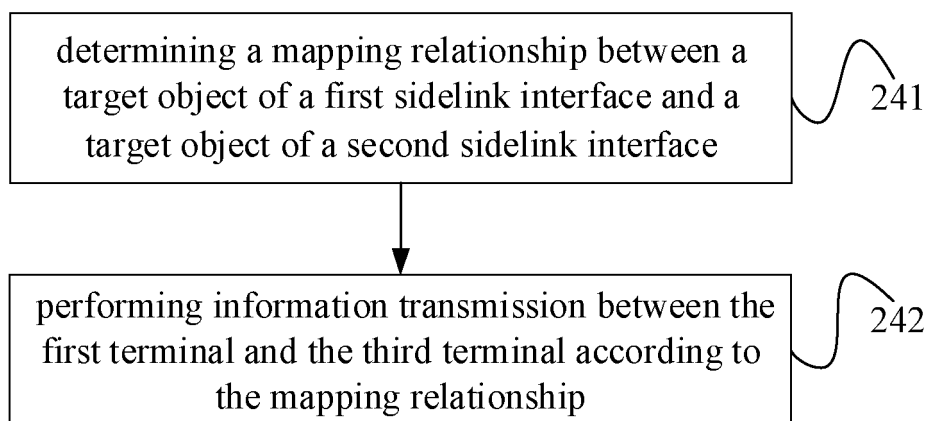 determining a mapping relationship between a
target object of a first sidelink interface and a
target object of a second sidelink interface
241
performing information transmission between the
first terminal and the third terminal according to
the mapping relationship
242